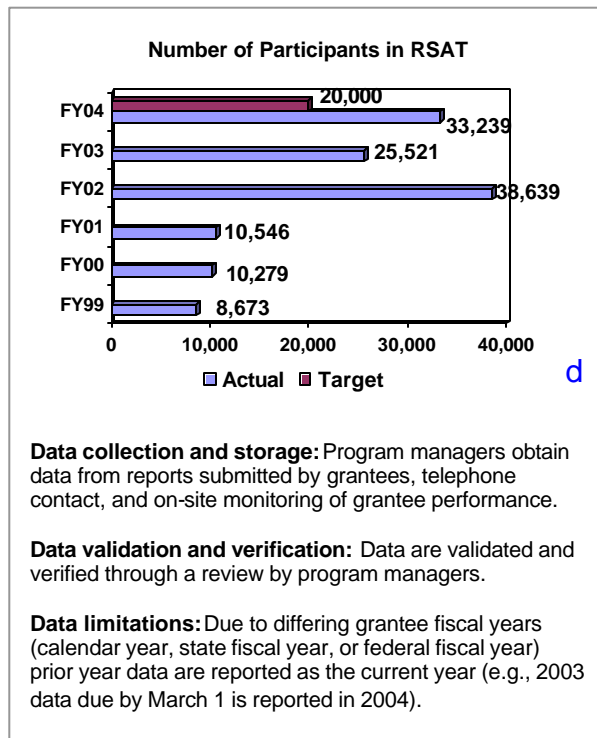 Number of Participants in RSAT
FY04
20,000
33,239
FY03
25,521
FY02
38,639
FY01
10,546
FY00
10,279
FY99
8,673
0 10,000 20,000 30,000 40,000
Actual Target
d
Data collection and storage: Program managers obtain
data from reports submitted by grantees, telephone
contact, and on-site monitoring of grantee performance.
Data validation and verification: Data are validated and
verified through a review by program managers.
Data limitations: Due to differing grantee fiscal years
(calendar year, state fiscal year, or federal fiscal year)
prior year data are reported as the current year (e.g., 2003
data due by March 1 is reported in 2004).